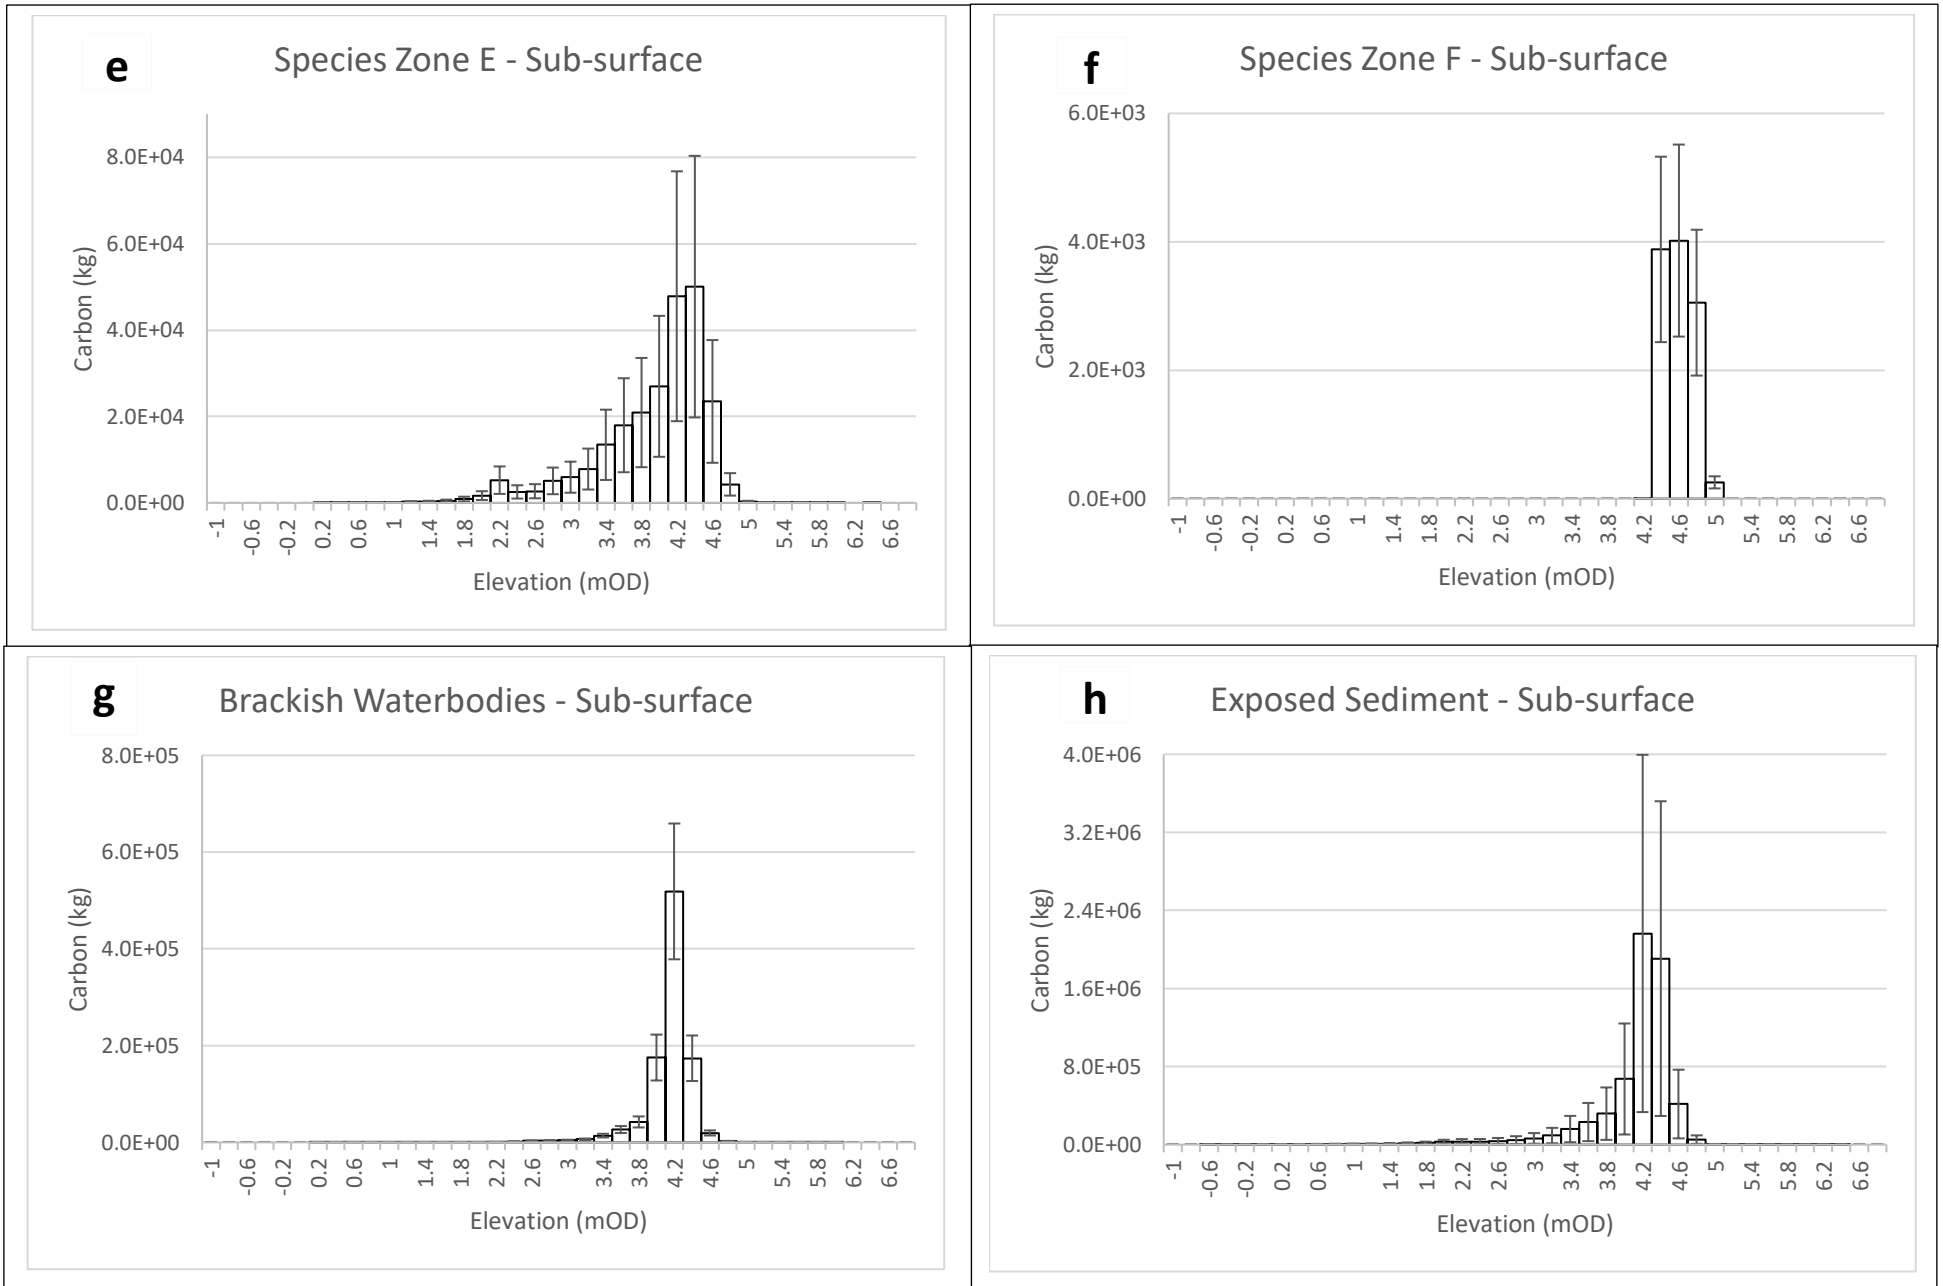 e
Species Zone E - Sub-surface
8.0E+04
6.0E+04
4.0E+04
2.0E+04
0.0E+00
Carbon (kg)
-1 -0.6 -0.2 0.2 0.6 1 1.4 1.8 2.2 2.6 3 3.4 3.8 4.2 4.6 5 5.4 5.8 6.2 6.6
Elevation (mOD)
f
Species Zone F - Sub-surface
6.0E+03
4.0E+03
2.0E+03
0.0E+00
Carbon (kg)
-1 -0.6 -0.2 0.2 0.6 1 1.4 1.8 2.2 2.6 3 3.4 3.8 4.2 4.6 5 5.4 5.8 6.2 6.6
Elevation (mOD)
g
Brackish Waterbodies - Sub-surface
8.0E+05
6.0E+05
4.0E+05
2.0E+05
0.0E+00
Carbon (kg)
-1 -0.6 -0.2 0.2 0.6 1 1.4 1.8 2.2 2.6 3 3.4 3.8 4.2 4.6 5 5.4 5.8 6.2 6.6
Elevation (mOD)
h
Exposed Sediment - Sub-surface
4.0E+06
3.2E+06
2.4E+06
1.6E+06
8.0E+05
0.0E+00
Carbon (kg)
-1 -0.6 -0.2 0.2 0.6 1 1.4 1.8 2.2 2.6 3 3.4 3.8 4.2 4.6 5 5.4 5.8 6.2 6.6
Elevation (mOD)